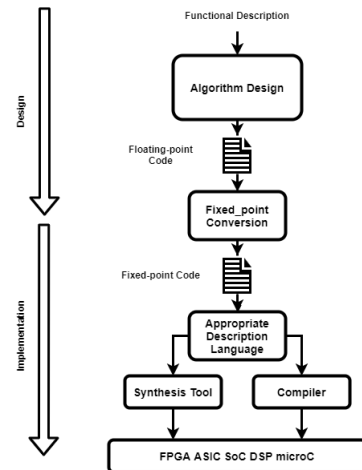 Functional Description
Design
Algorithm Design
Floating-point
Code
Fixed_point
Conversion
Implementation
Fixed-point Code
Appropriate
Description
Language
Synthesis Tool
Compiler
FPGA ASIC SoC DSP microC